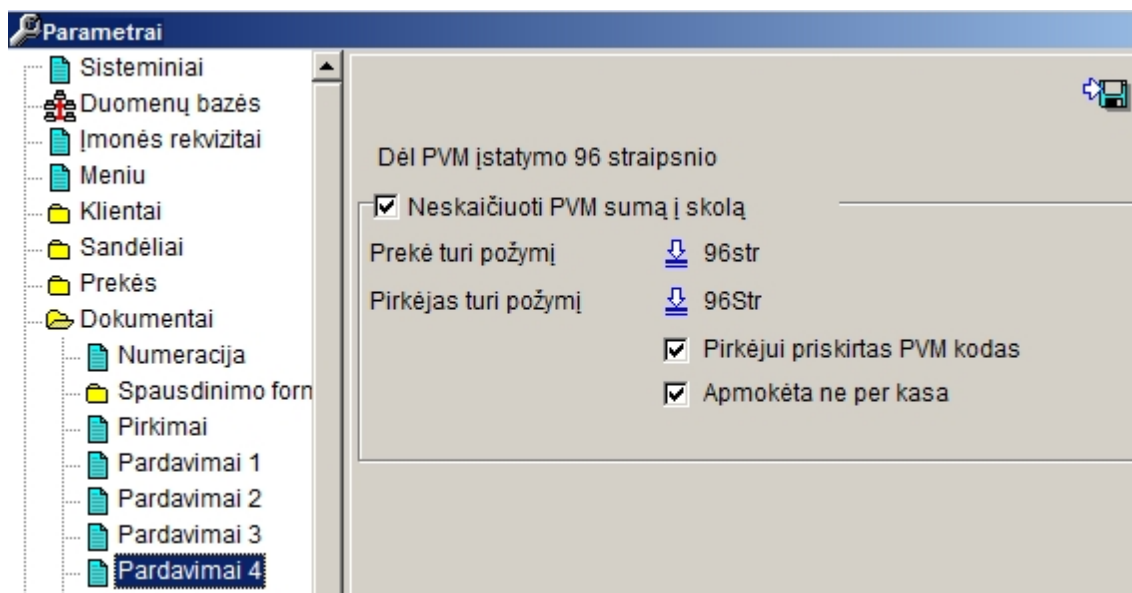 Parametrai
Sisteminiai
Duomenų bazės
Įmonės rekvizitai
Meniu
Klientai
Sandėliai
Prekės
Dokumentai
Numeracija
Spausdinimo forn
Pirkimai
Pardavimai 1
Pardavimai 2
Pardavimai 3
Pardavimai 4
Dėl PVM įstatymo 96 straipsnio
Neskaičiuoti PVM sumą į skolą
Prekė turi požymį 96str
Pirkėjas turi požymį 96Str
Pirkėjui priskirtas PVM kodas
Apmokėta ne per kasa